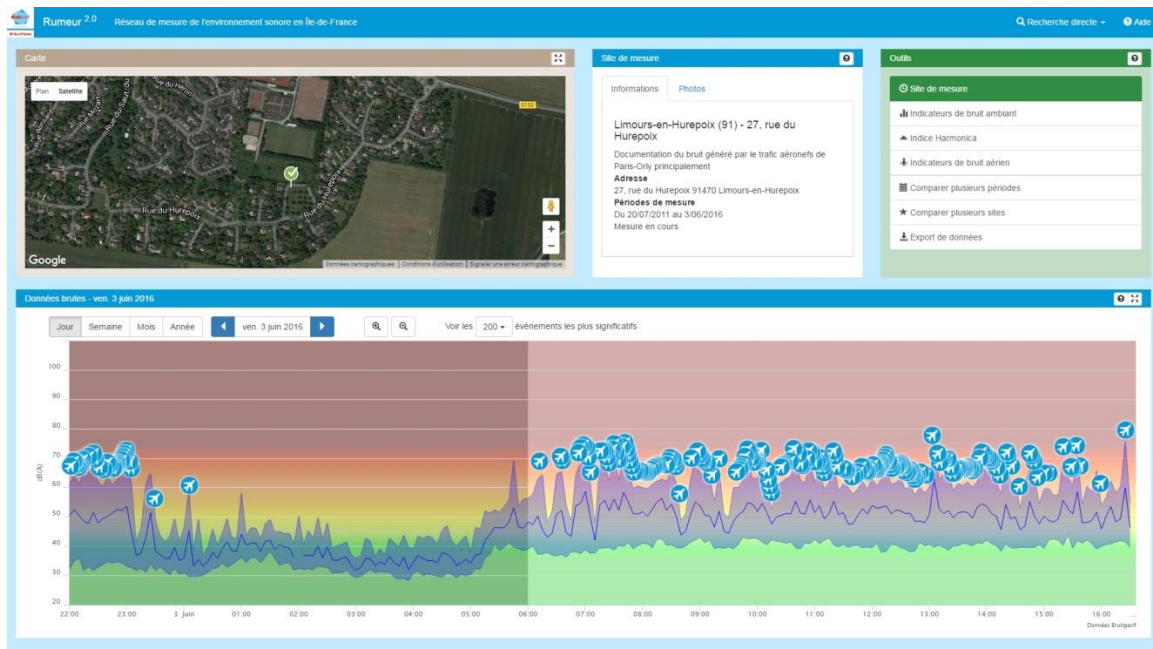 Rumeur 2.0
Réseau de mesure de l'environnement sonore en Île-de-France
Recherche directe
Aide
Carte
Plan
Satellite
Rue du Héron
D152
Rue du Hurepoix
Google
Données cartographiques
Conditions d'utilisation
Signaler une erreur cartographique
Site de mesure
Informations
Photos
Limours-en-Hurepoix (91) - 27, rue du
Hurepoix
Documentation du bruit généré par le trafic aéronefs de
Paris-Orly principalement
Adresse
27, rue du Hurepoix 91470 Limours-en-Hurepoix
Périodes de mesure
Du 20/07/2011 au 3/06/2016
Mesure en cours
Outils
Site de mesure
Indicateurs de bruit ambiant
Indice Harmonica
Indicateurs de bruit aérien
Comparer plusieurs périodes
Comparer plusieurs sites
Export de données
Données brutes - ven. 3 juin 2016
Jour
Semaine
Mois
Année
ven. 3 juin 2016
Voir les 200 événements les plus significatifs
dB(A)
100
90
80
70
60
50
40
30
20
22:00
23:00
3. Juin
01:00
02:00
03:00
04:00
05:00
06:00
07:00
08:00
09:00
10:00
11:00
12:00
13:00
14:00
15:00
16:00
...
Données Bruitparif